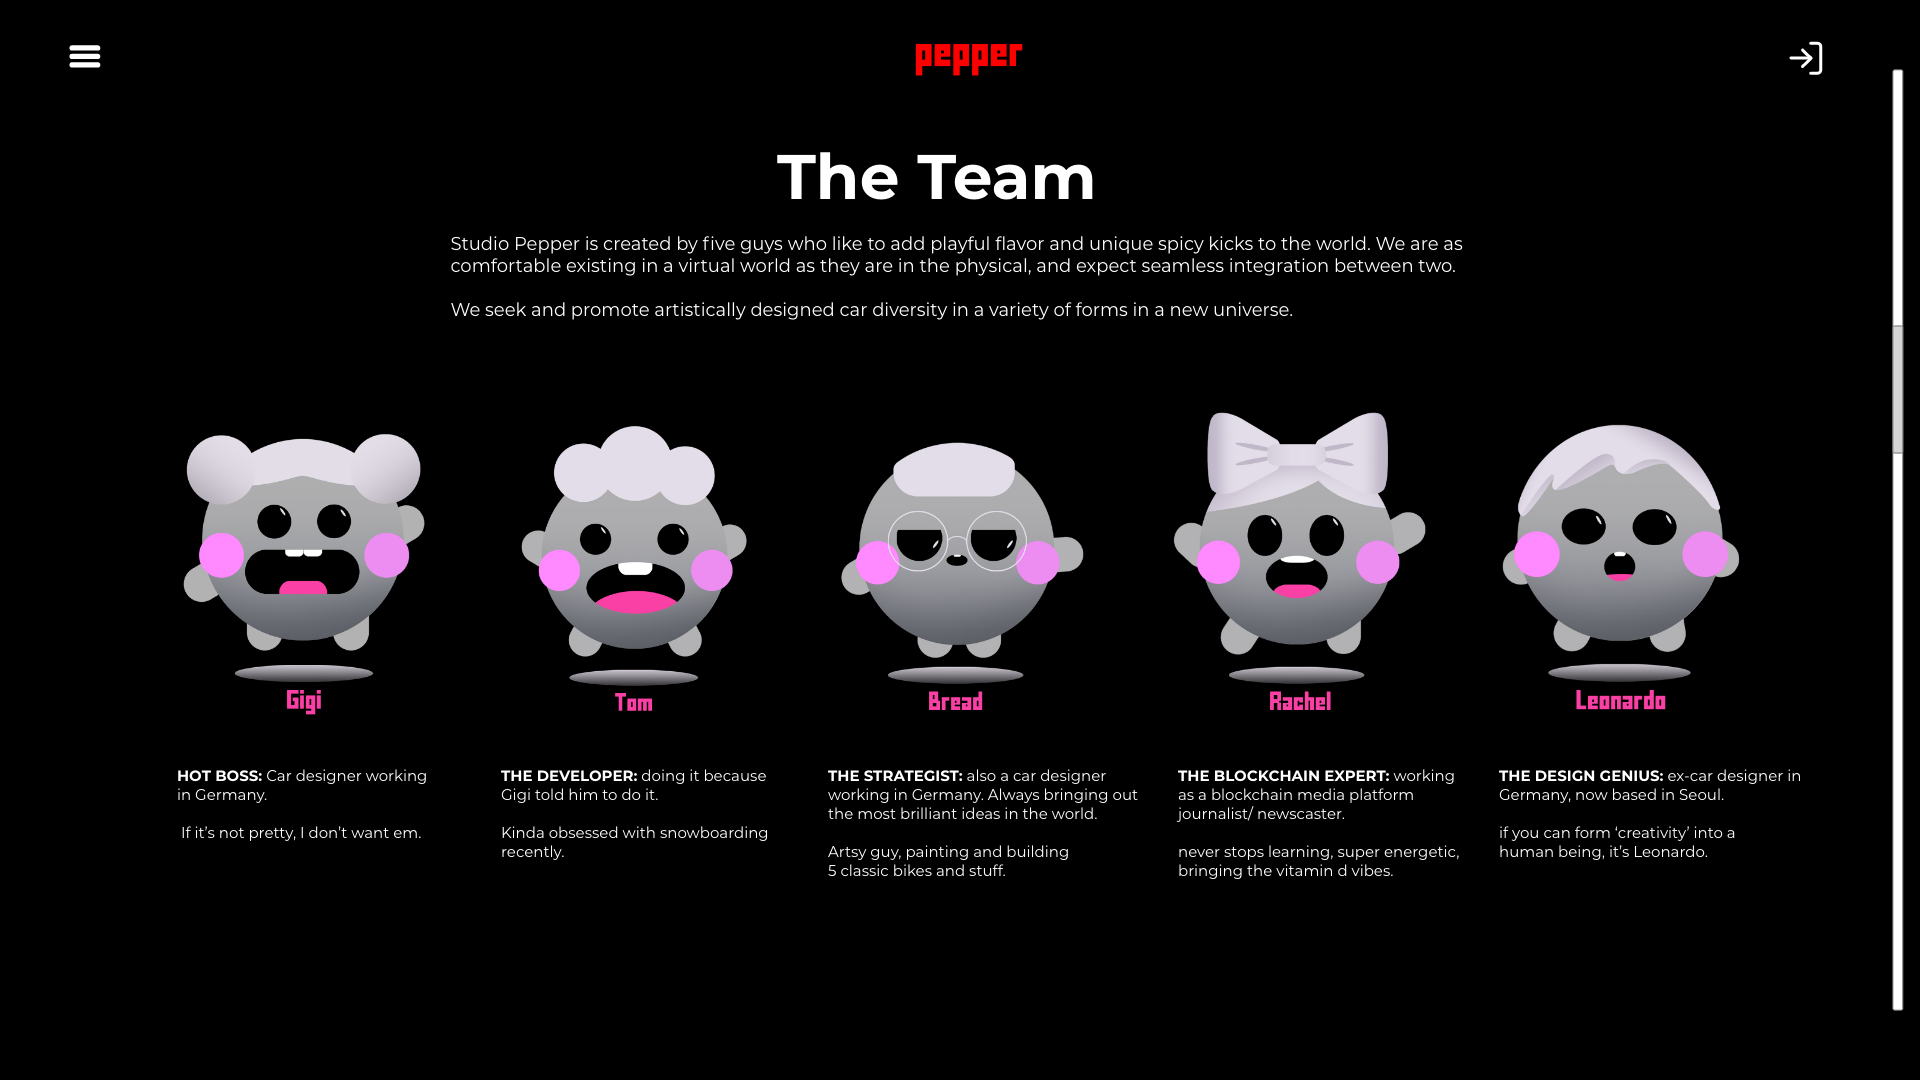 pepper
The Team
Studio Pepper is created by five guys who like to add playful flavor and unique spicy kicks to the world. We are as
comfortable existing in a virtual world as they are in the physical, and expect seamless integration between two.
We seek and promote artistically designed car diversity in a variety of forms in a new universe.
Gigi
HOT BOSS: Car designer working
in Germany.
If it’s not pretty, I don’t want em.
Tom
THE DEVELOPER: doing it because
Gigi told him to do it.
Kinda obsessed with snowboarding
recently.
Bread
THE STRATEGIST: also a car designer
working in Germany. Always bringing out
the most brilliant ideas in the world.
Artsy guy, painting and building
5 classic bikes and stuff.
Rachel
THE BLOCKCHAIN EXPERT: working
as a blockchain media platform
journalist/ newscaster.
never stops learning, super energetic,
bringing the vitamin d vibes.
Leonardo
THE DESIGN GENIUS: ex-car designer in
Germany, now based in Seoul.
if you can form ‘creativity’ into a
human being, it’s Leonardo.